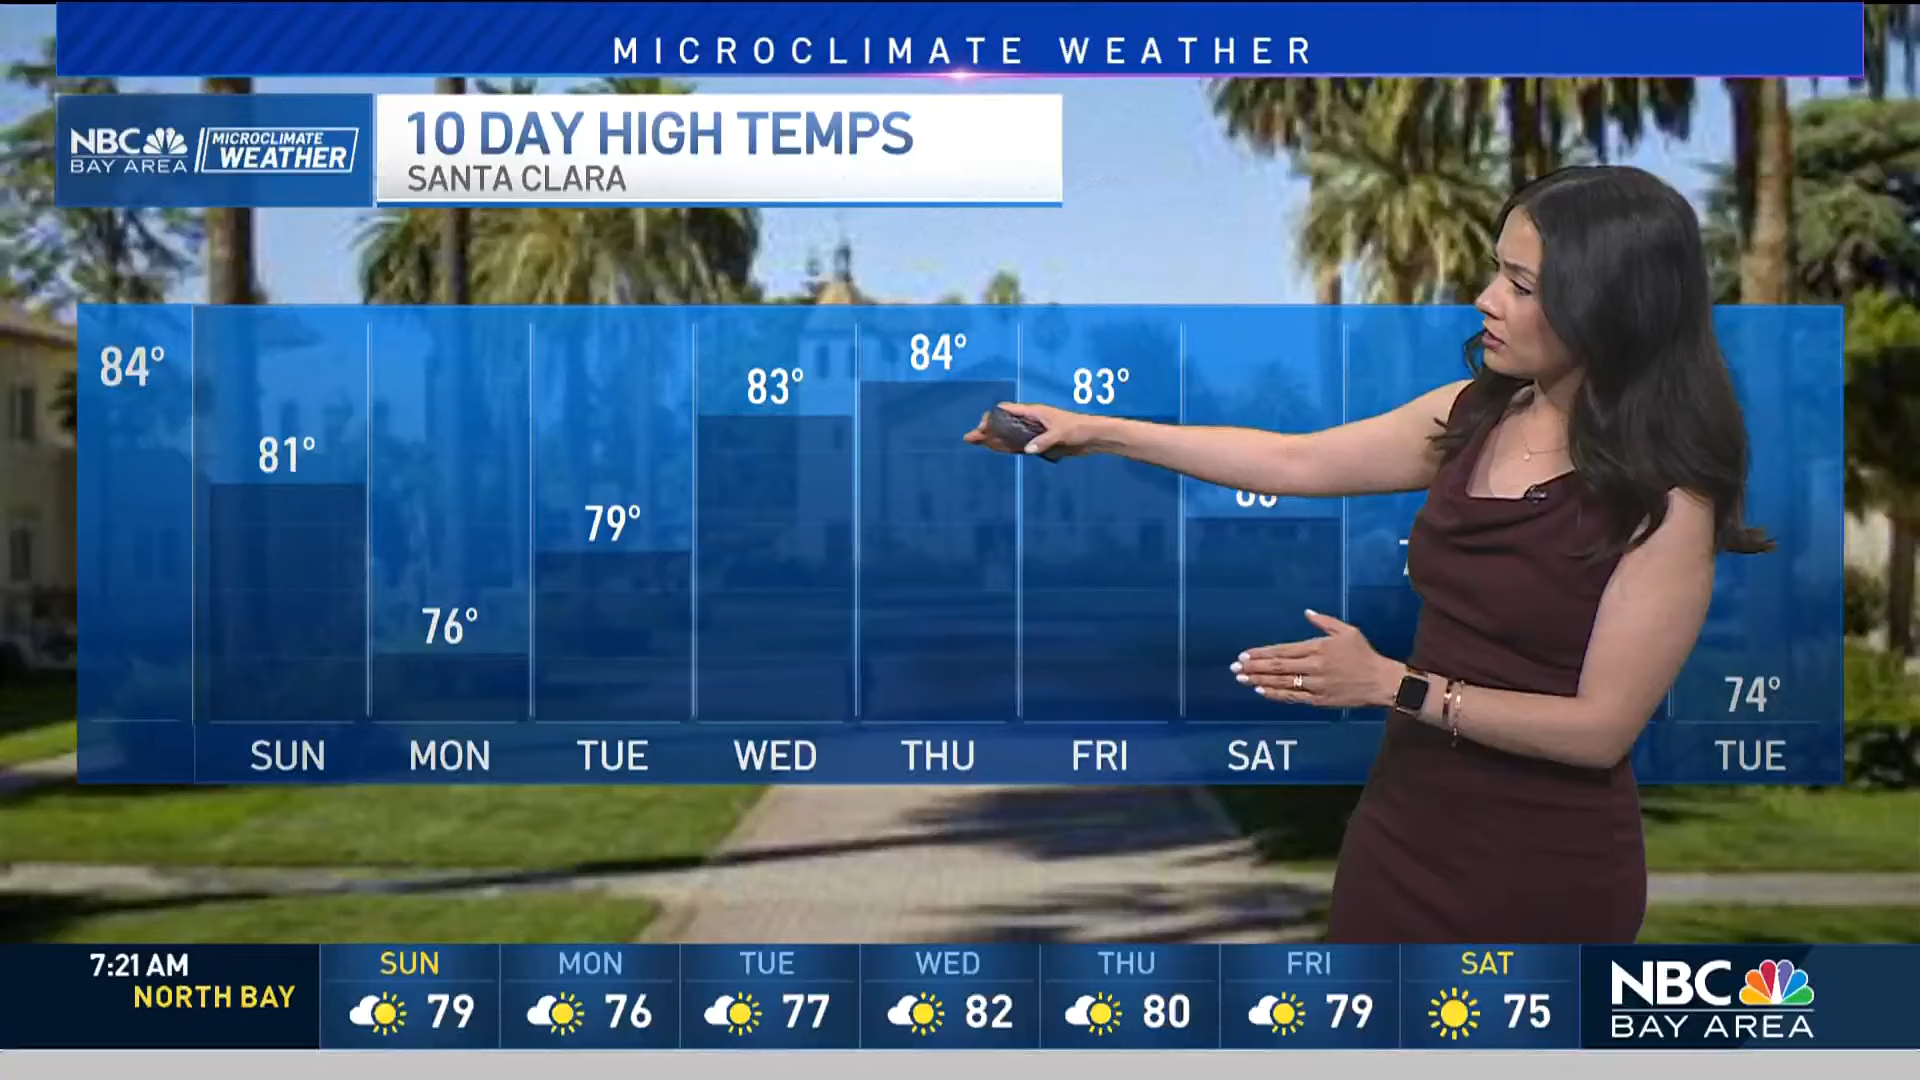 MICROCLIMATE WEATHER
NBC BAY AREA
MICROCLIMATE WEATHER
10 DAY HIGH TEMPS
SANTA CLARA
84°
81°
76°
79°
83°
84°
83°
74°
SUN MON TUE WED THU FRI SAT TUE
7:21 AM
NORTH BAY
SUN 79
MON 76
TUE 77
WED 82
THU 80
FRI 79
SAT 75
NBC
BAY AREA